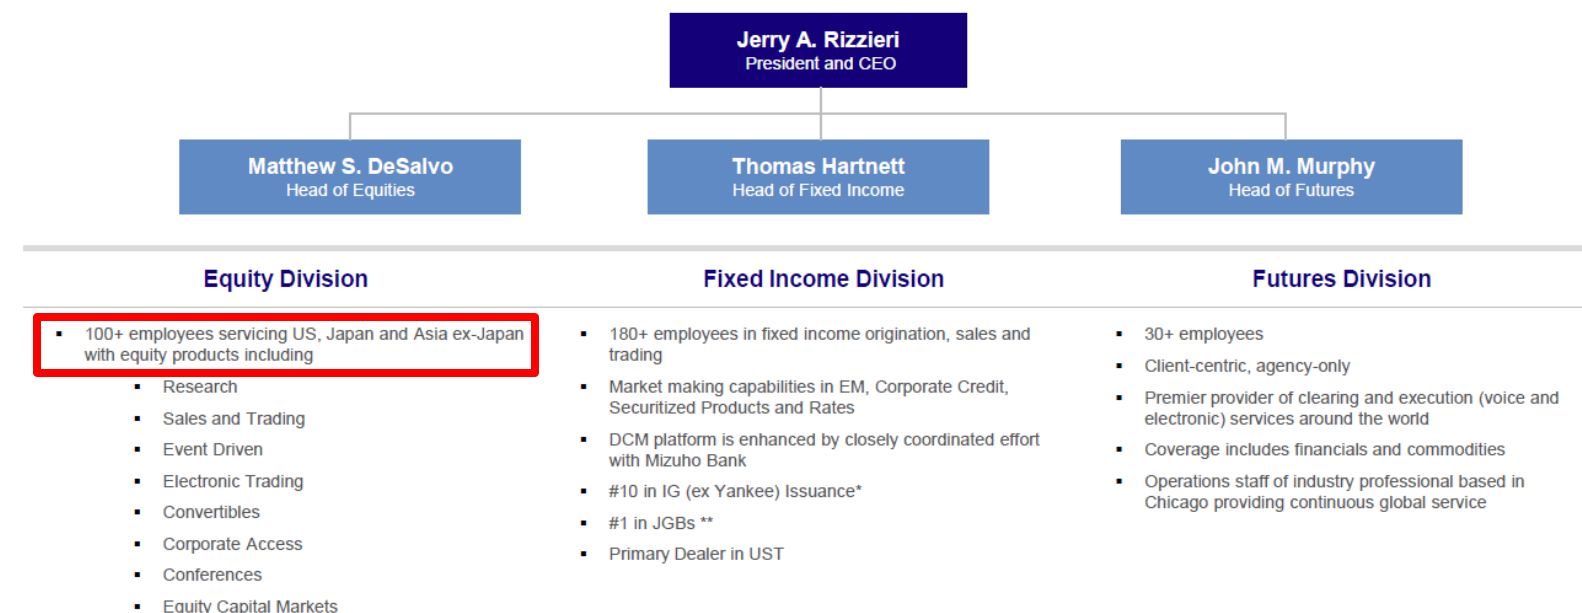 Jerry A. Rizzieri
President and CEO
Matthew S. DeSalvo
Head of Equities
Thomas Hartnett
Head of Fixed Income
John M. Murphy
Head of Futures
Equity Division
100+ employees servicing US, Japan and Asia ex-Japan
with equity products including
Research
Sales and Trading
Event Driven
Electronic Trading
Convertibles
Corporate Access
Conferences
Equity Capital Markets
Fixed Income Division
180+ employees in fixed income origination, sales and
trading
Market making capabilities in EM, Corporate Credit,
Securitized Products and Rates
DCM platform is enhanced by closely coordinated effort
with Mizuho Bank
#10 in IG (ex Yankee) Issuance*
#1 in JGBs **
Primary Dealer in UST
Futures Division
30+ employees
Client-centric, agency-only
Premier provider of clearing and execution (voice and
electronic) services around the world
Coverage includes financials and commodities
Operations staff of industry professional based in
Chicago providing continuous global service